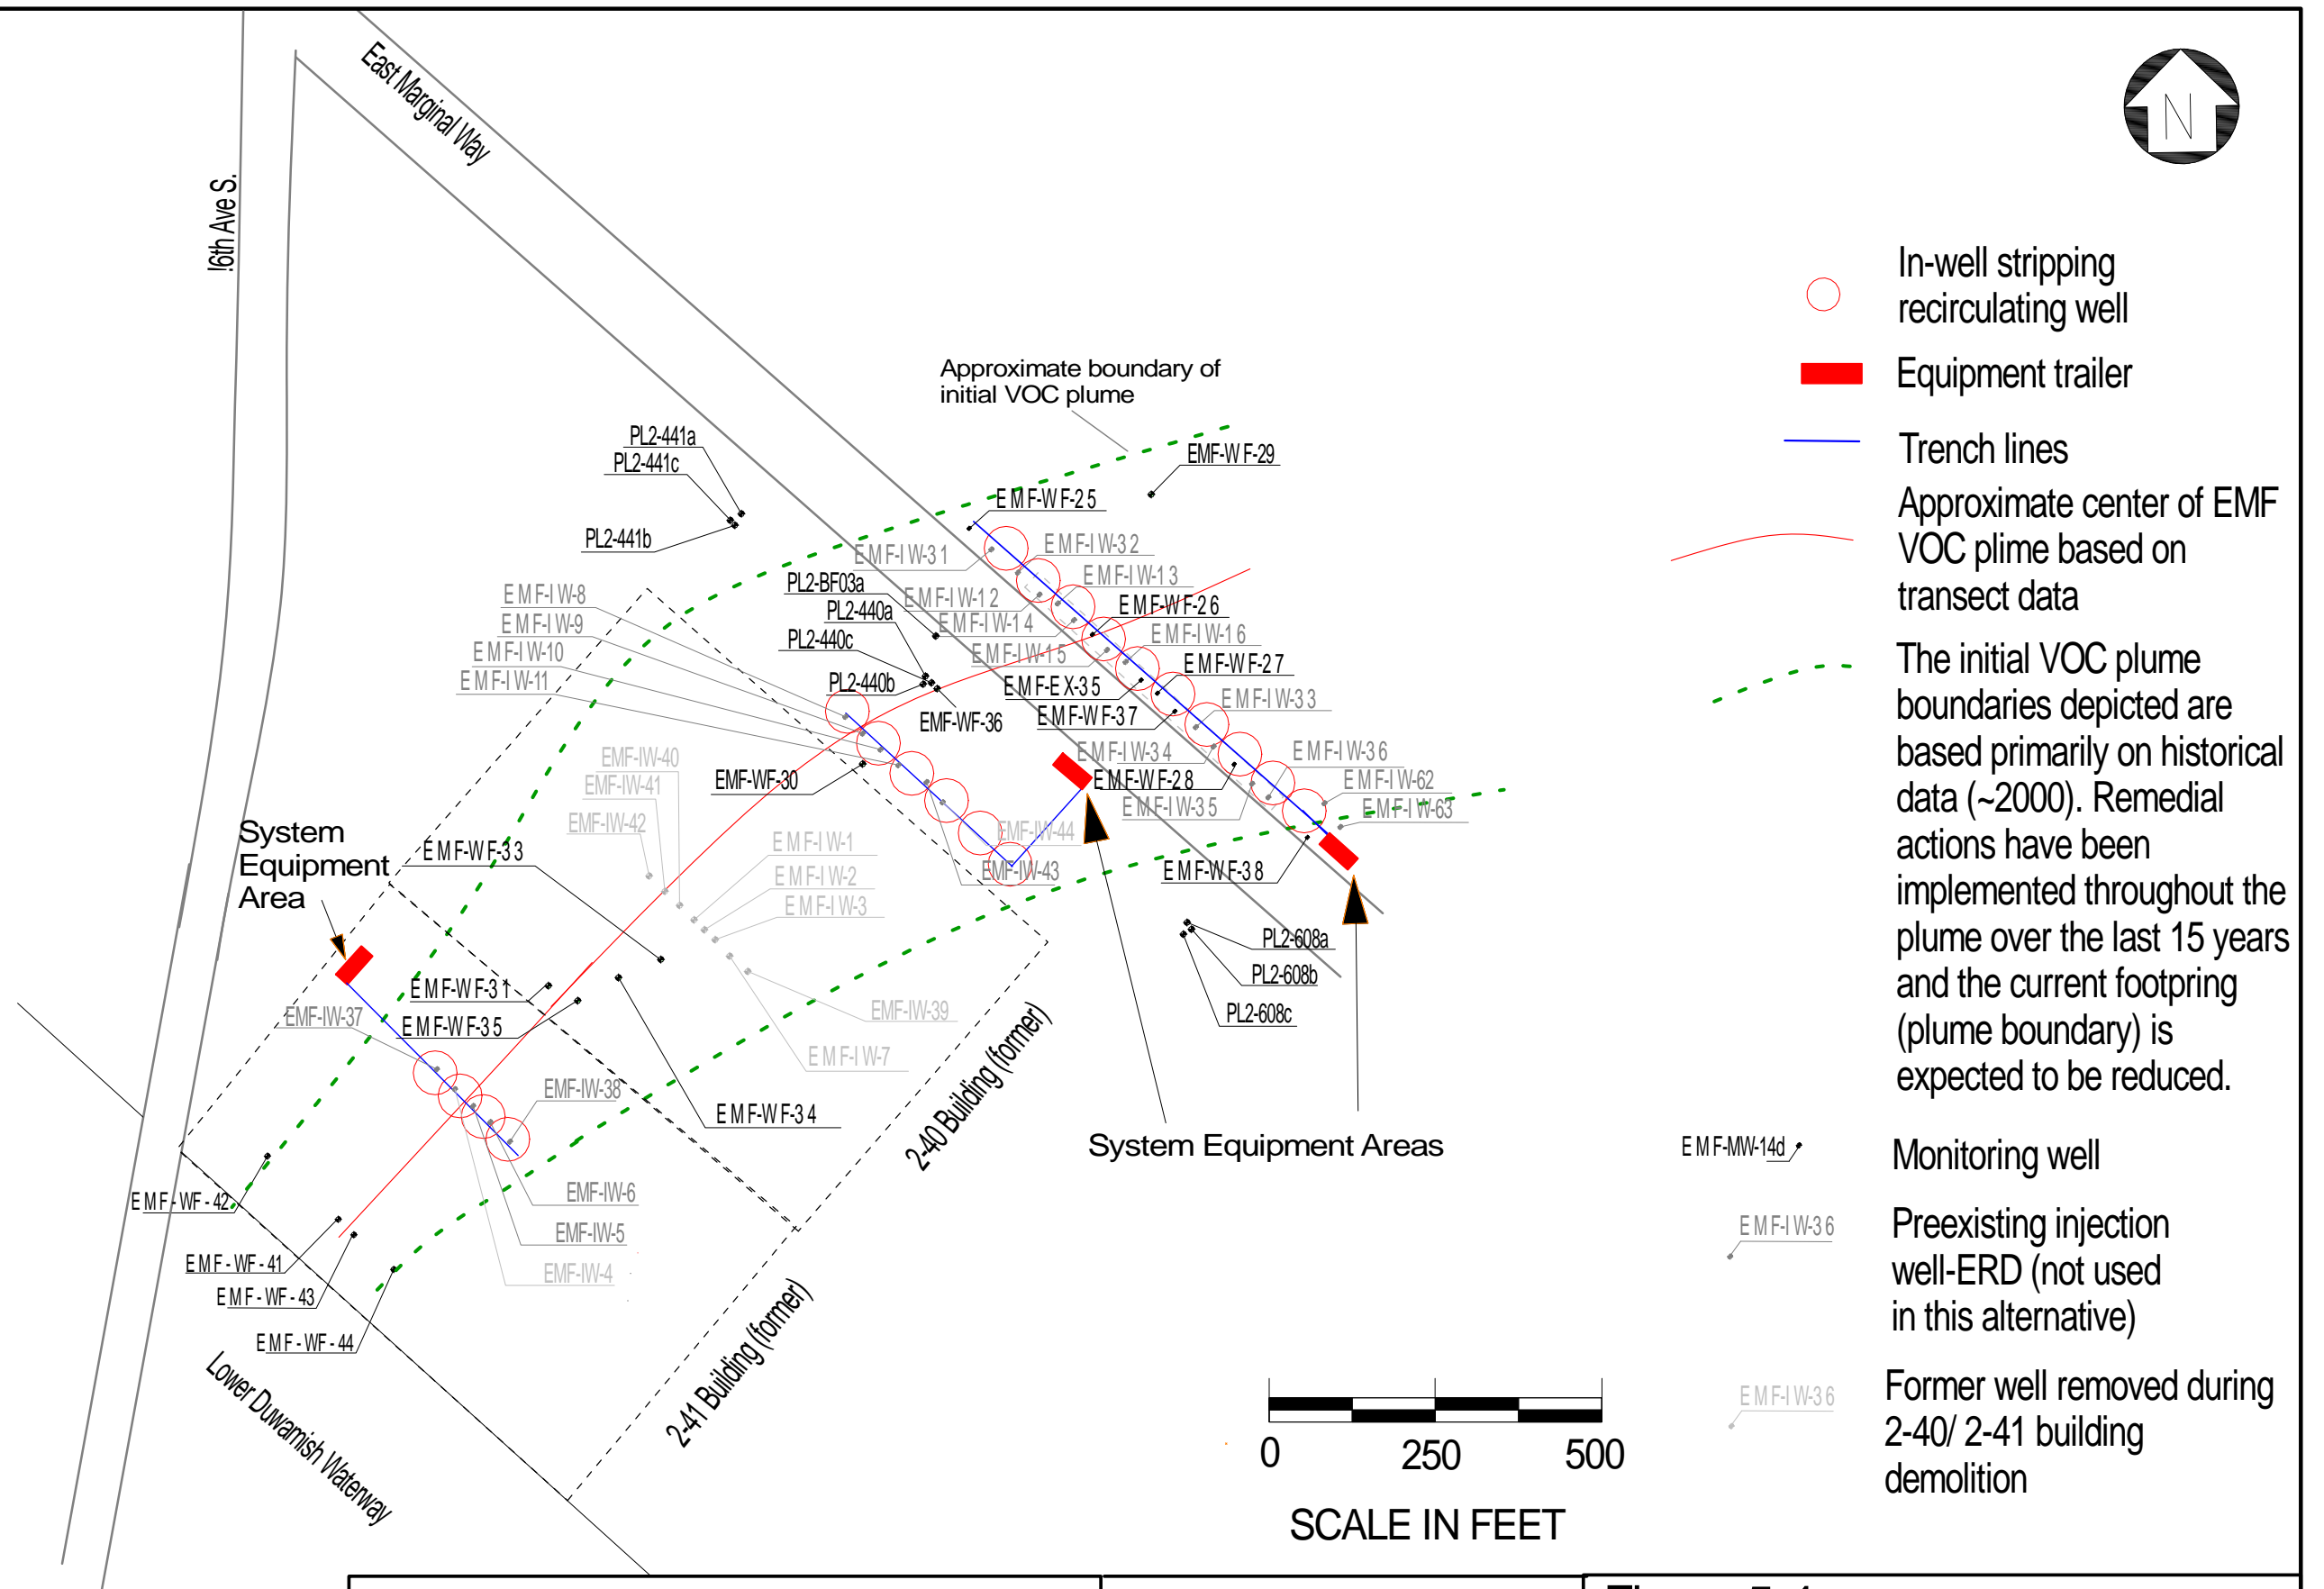 East Marginal Way
!6th Ave S.
N
In-well stripping
recirculating well
Equipment trailer
Trench lines
Approximate center of EMF
VOC plime based on
transect data
The initial VOC plume
boundaries depicted are
based primarily on historical
data (~2000). Remedial
actions have been
implemented throughout the
plume over the last 15 years
and the current footpring
(plume boundary) is
expected to be reduced.
EMF-MW-14d
Monitoring well
EMF-IW-36
Preexisting injection
well-ERD (not used
in this alternative)
EMF-IW-36
Former well removed during
2-40/ 2-41 building
demolition
Approximate boundary of
initial VOC plume
PL2-441a
PL2-441c
PL2-441b
EMF-WF-29
EMF-WF-25
EMF-IW-31
EMF-IW-32
EMF-IW-13
EMF-IW-12
EMF-WF-26
EMF-IW-14
EMF-IW-16
EMF-IW-15
EMF-WF-27
EMF-EX-35
EMF-IW-33
EMF-WF-37
EMF-IW-34
EMF-IW-36
EMF-WF-28
EMF-IW-62
EMF-IW-35
EMF-IW-63
EMF-WF-38
PL2-BF03a
PL2-440a
PL2-440c
PL2-440b
EMF-WF-36
EMF-IW-8
EMF-IW-9
EMF-IW-10
EMF-IW-11
EMF-WF-30
EMF-IW-40
EMF-IW-41
EMF-IW-42
EMF-IW-44
EMF-IW-43
EMF-IW-1
EMF-IW-2
EMF-IW-3
System
Equipment
Area
EMF-WF-33
EMF-WF-31
EMF-WF-35
EMF-IW-37
EMF-IW-39
EMF-IW-7
EMF-WF-34
EMF-IW-38
EMF-IW-6
EMF-IW-5
EMF-IW-4
PL2-608a
PL2-608b
PL2-608c
System Equipment Areas
2-40 Building (former)
2-41 Building (former)
EMF-WF-42
EMF-WF-41
EMF-WF-43
EMF-WF-44
Lower Duwamish Waterway
0 250 500
SCALE IN FEET